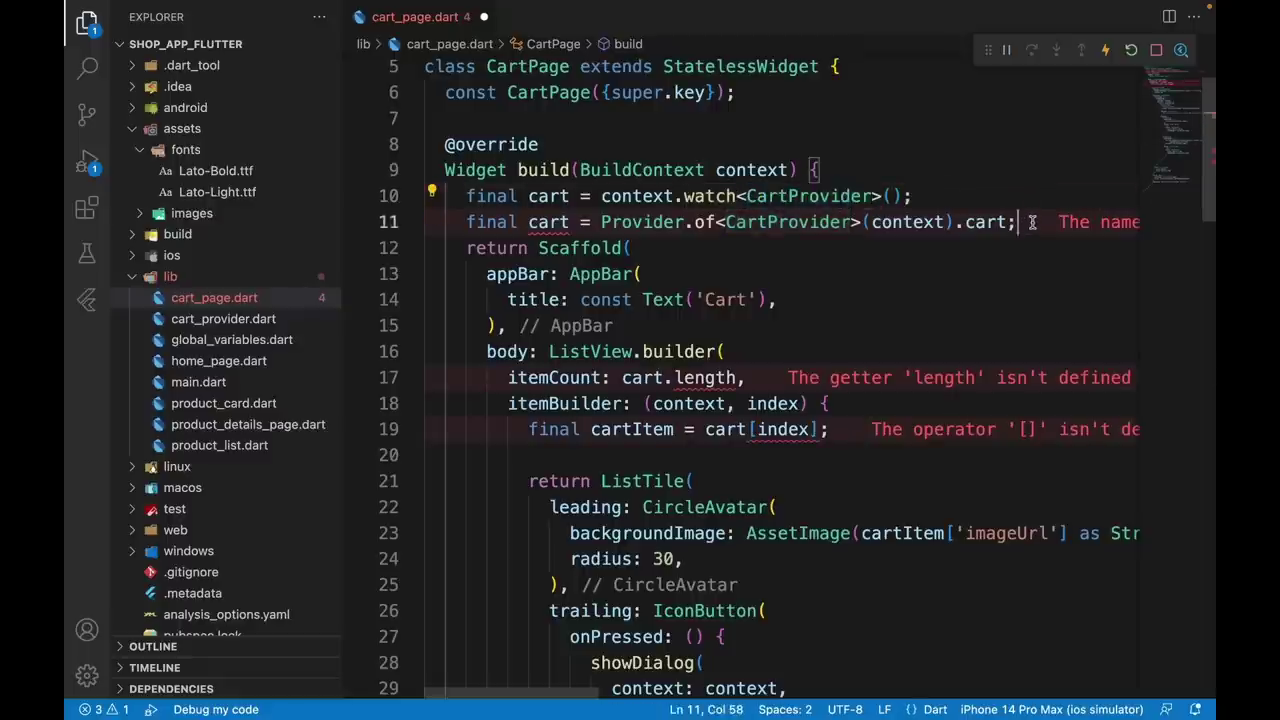 EXPLORER
SHOP_APP_FLUTTER
.dart_tool
.idea
android
assets
fonts
Aa Lato-Bold.ttf
Aa Lato-Light.ttf
images
build
ios
lib
cart_page.dart 4
cart_provider.dart
global_variables.dart
home_page.dart
main.dart
product_card.dart
product_details_page.dart
product_list.dart
linux
macos
test
web
windows
.gitignore
.metadata
analysis_options.yaml
pubspec.lock
OUTLINE
TIMELINE
DEPENDENCIES
1
1
cart_page.dart 4
lib > cart_page.dart > CartPage > build
5 class CartPage extends StatelessWidget {
6 const CartPage({super.key});
7
8 @override
9 Widget build(BuildContext context) {
10 final cart = context.watch<CartProvider>();
11 final cart = Provider.of<CartProvider>(context).cart; The name
12 return Scaffold(
13 appBar: AppBar(
14 title: const Text('Cart'),
15 ), // AppBar
16 body: ListView.builder(
17 itemCount: cart.length, The getter 'length' isn't defined
18 itemBuilder: (context, index) {
19 final cartItem = cart[index]; The operator '[]' isn't de
20
21 return ListTile(
22 leading: CircleAvatar(
23 backgroundImage: AssetImage(cartItem['imageUrl'] as Str
24 radius: 30,
25 ), // CircleAvatar
26 trailing: IconButton(
27 onPressed: () {
28 showDialog(
29 context: context,
3 1 Debug my code Ln 11, Col 58 Spaces: 2 UTF-8 LF {} Dart iPhone 14 Pro Max (ios simulator)